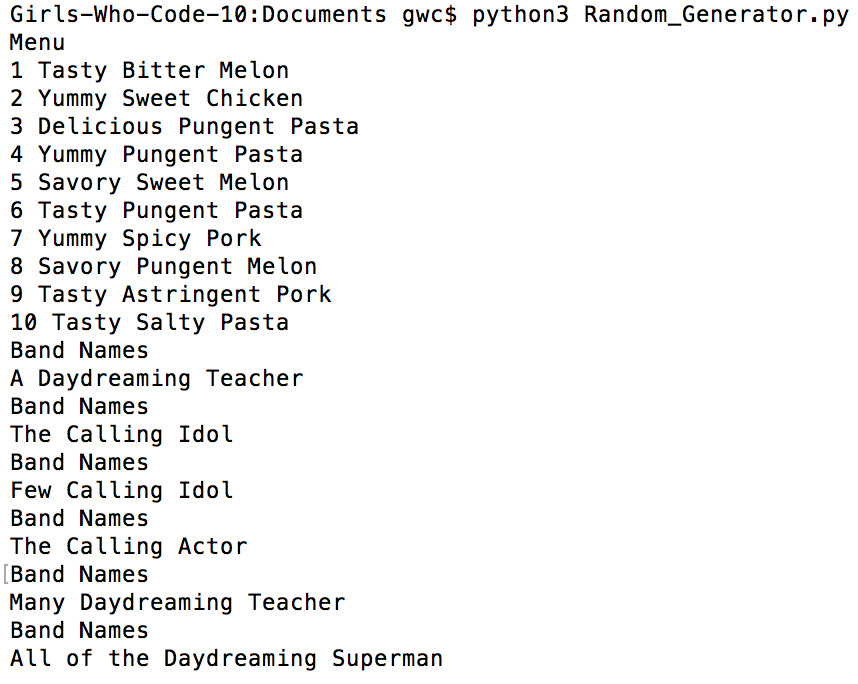 Girls-Who-Code-10:Documents gwc$ python3 Random_Generator.py
Menu
1 Tasty Bitter Melon
2 Yummy Sweet Chicken
3 Delicious Pungent Pasta
4 Yummy Pungent Pasta
5 Savory Sweet Melon
6 Tasty Pungent Pasta
7 Yummy Spicy Pork
8 Savory Pungent Melon
9 Tasty Astringent Pork
10 Tasty Salty Pasta
Band Names
A Daydreaming Teacher
Band Names
The Calling Idol
Band Names
Few Calling Idol
Band Names
The Calling Actor
[Band Names
Many Daydreaming Teacher
Band Names
All of the Daydreaming Superman